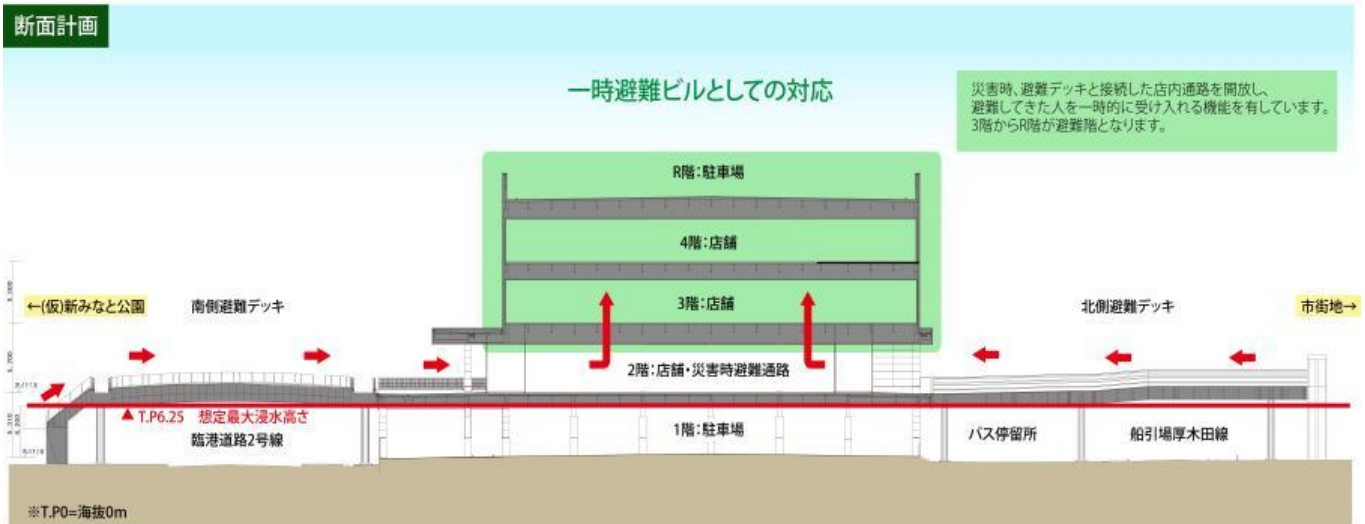 断面計画
一時避難ビルとしての対応
災害時、避難デッキと接続した店内通路を開放し、
避難してきた人を一時的に受け入れる機能を有しています。
3階からR階が避難階となります。
R階：駐車場
4階：店舗
3階：店舗
←(仮)新みなと公園
南側避難デッキ
北側避難デッキ
市街地→
2階：店舗・災害時避難通路
▲T.P6.25 想定最大浸水高さ
臨港道路2号線
1階：駐車場
バス停留所
船引場厚木田線
※T.P0=海抜0m